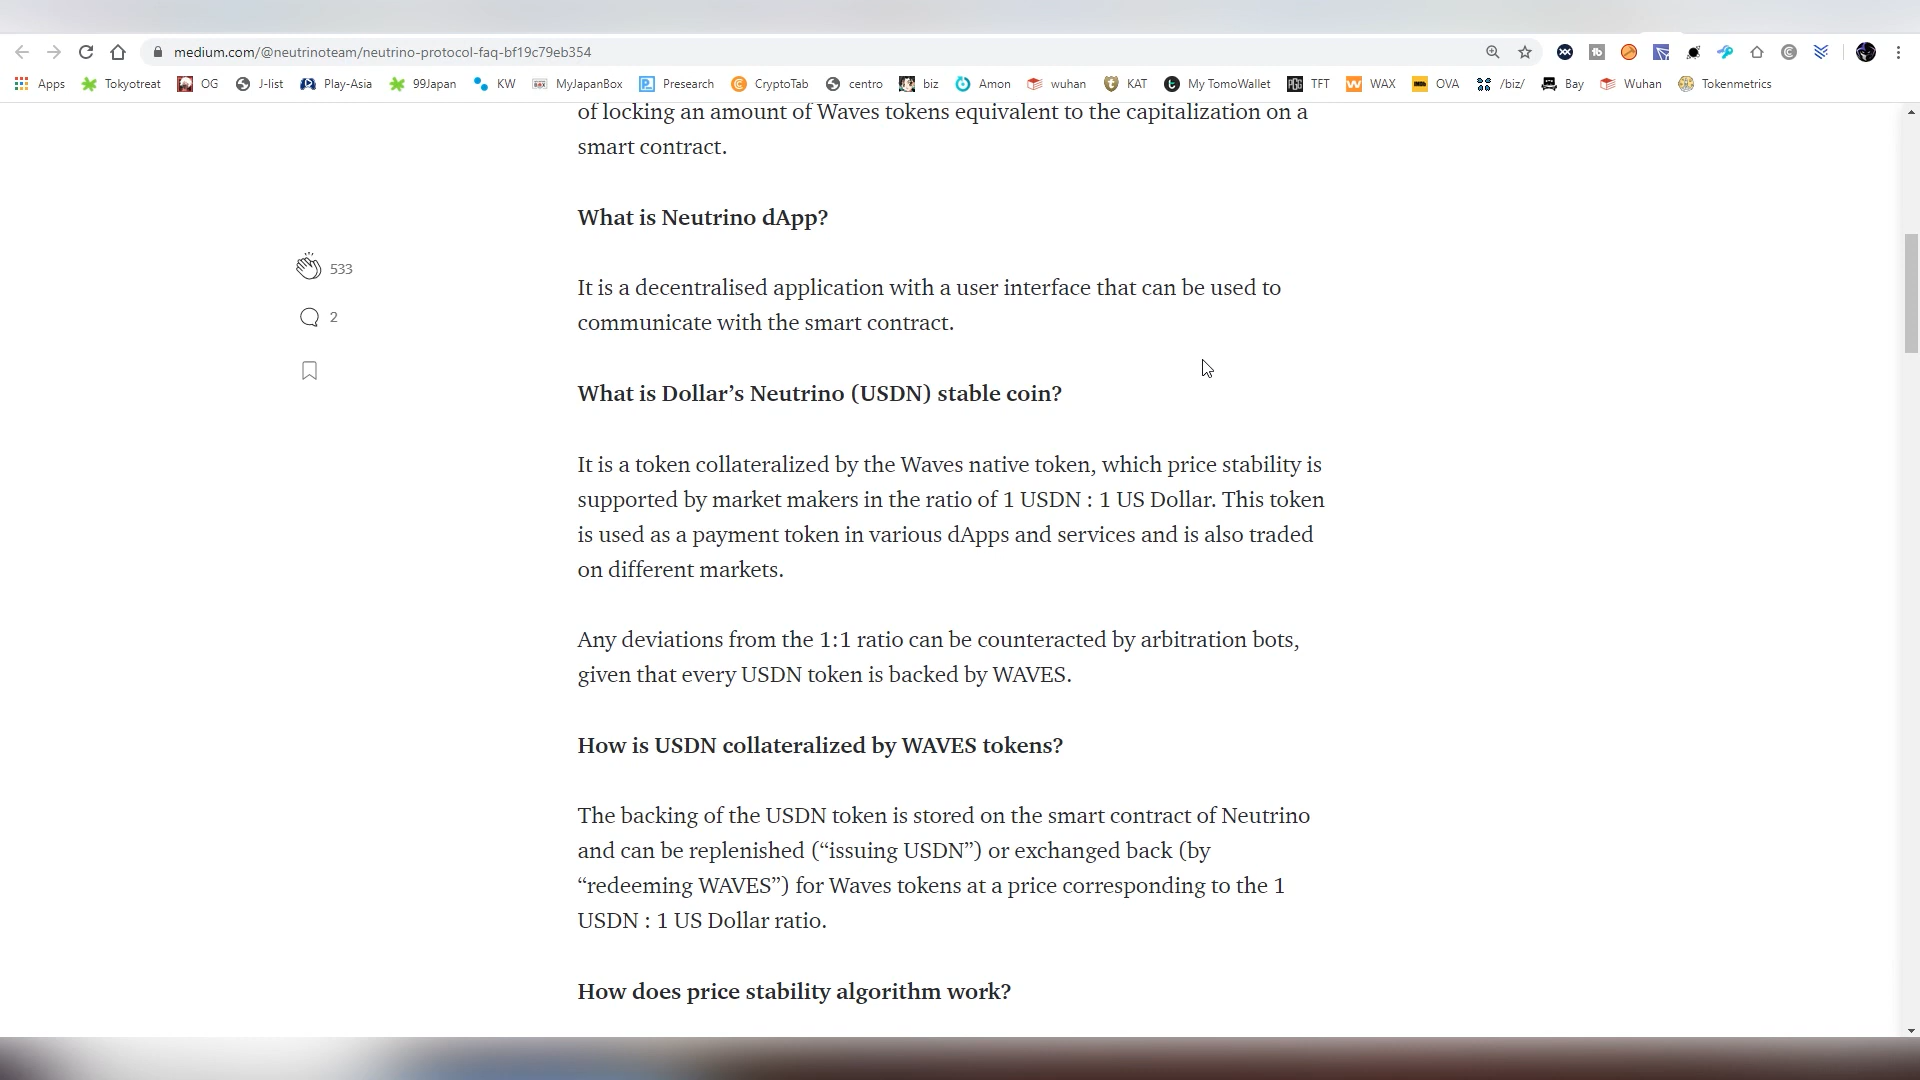 medium.com/@neutrinoteam/neutrino-protocol-faq-bf19c79eb354
Apps Tokyotreat OG J-list Play-Asia 99Japan KW MyJapanBox Presearch CryptoTab centro biz Amon wuhan KAT My TomoWallet TFT WAX OVA /biz/ Bay Wuhan Tokenmetrics
of locking an amount of Waves tokens equivalent to the capitalization on a
smart contract.
What is Neutrino dApp?
533
It is a decentralised application with a user interface that can be used to
2
communicate with the smart contract.
What is Dollar’s Neutrino (USDN) stable coin?
It is a token collateralized by the Waves native token, which price stability is
supported by market makers in the ratio of 1 USDN : 1 US Dollar. This token
is used as a payment token in various dApps and services and is also traded
on different markets.
Any deviations from the 1:1 ratio can be counteracted by arbitration bots,
given that every USDN token is backed by WAVES.
How is USDN collateralized by WAVES tokens?
The backing of the USDN token is stored on the smart contract of Neutrino
and can be replenished (“issuing USDN”) or exchanged back (by
“redeeming WAVES”) for Waves tokens at a price corresponding to the 1
USDN : 1 US Dollar ratio.
How does price stability algorithm work?